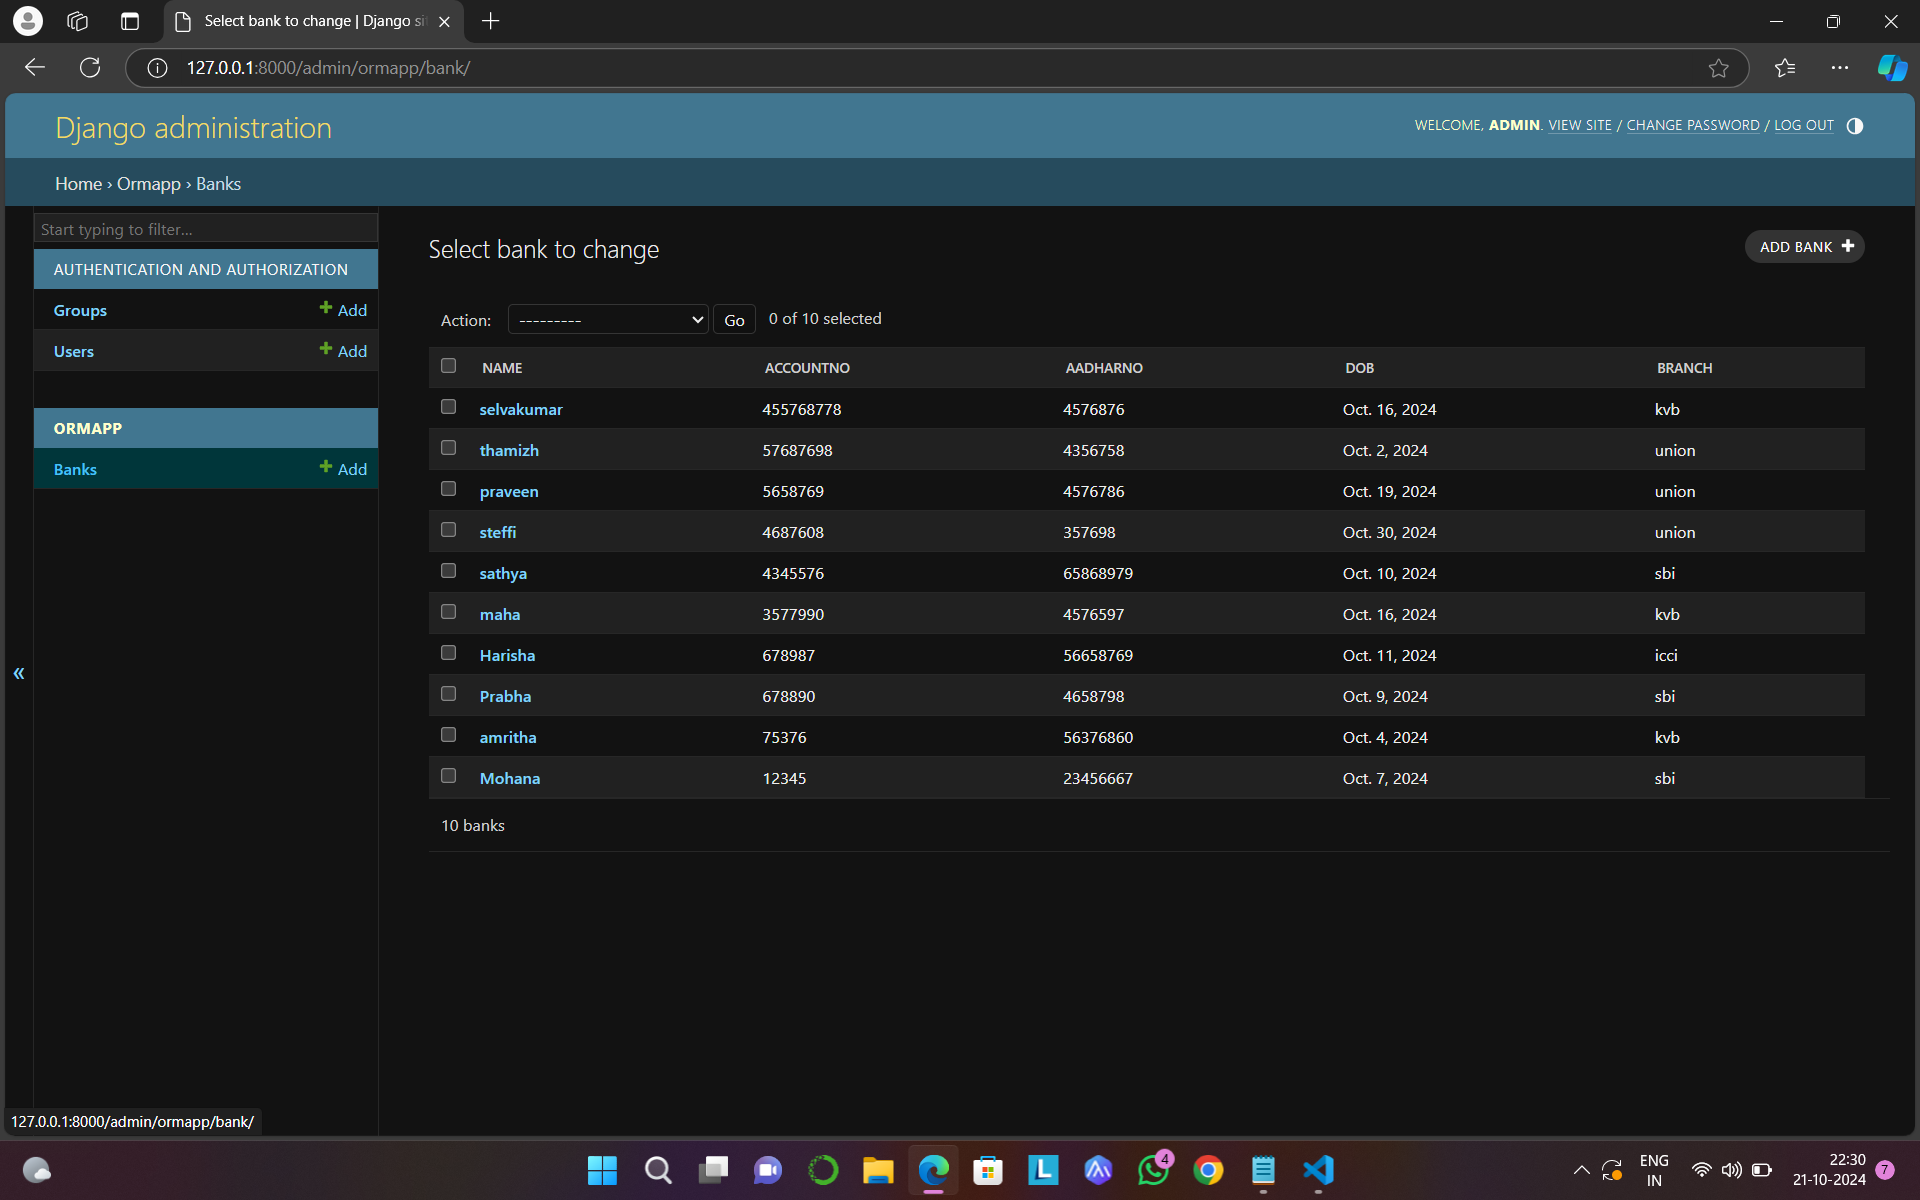 Select bank to change | Django si
127.0.0.1:8000/admin/ormapp/bank/
Django administration
WELCOME, ADMIN. VIEW SITE / CHANGE PASSWORD / LOG OUT
Home › Ormapp › Banks
Start typing to filter...
AUTHENTICATION AND AUTHORIZATION
Groups + Add
Users + Add
ORMAPP
Banks + Add
«
Select bank to change
ADD BANK +
Action: --------- Go 0 of 10 selected
NAME ACCOUNTNO AADHARNO DOB BRANCH
selvakumar 455768778 4576876 Oct. 16, 2024 kvb
thamizh 57687698 4356758 Oct. 2, 2024 union
praveen 5658769 4576786 Oct. 19, 2024 union
steffi 4687608 357698 Oct. 30, 2024 union
sathya 4345576 65868979 Oct. 10, 2024 sbi
maha 3577990 4576597 Oct. 16, 2024 kvb
Harisha 678987 56658769 Oct. 11, 2024 icci
Prabha 678890 4658798 Oct. 9, 2024 sbi
amritha 75376 56376860 Oct. 4, 2024 kvb
Mohana 12345 23456667 Oct. 7, 2024 sbi
10 banks
127.0.0.1:8000/admin/ormapp/bank/
L
4
ENG
IN
22:30
21-10-2024
7